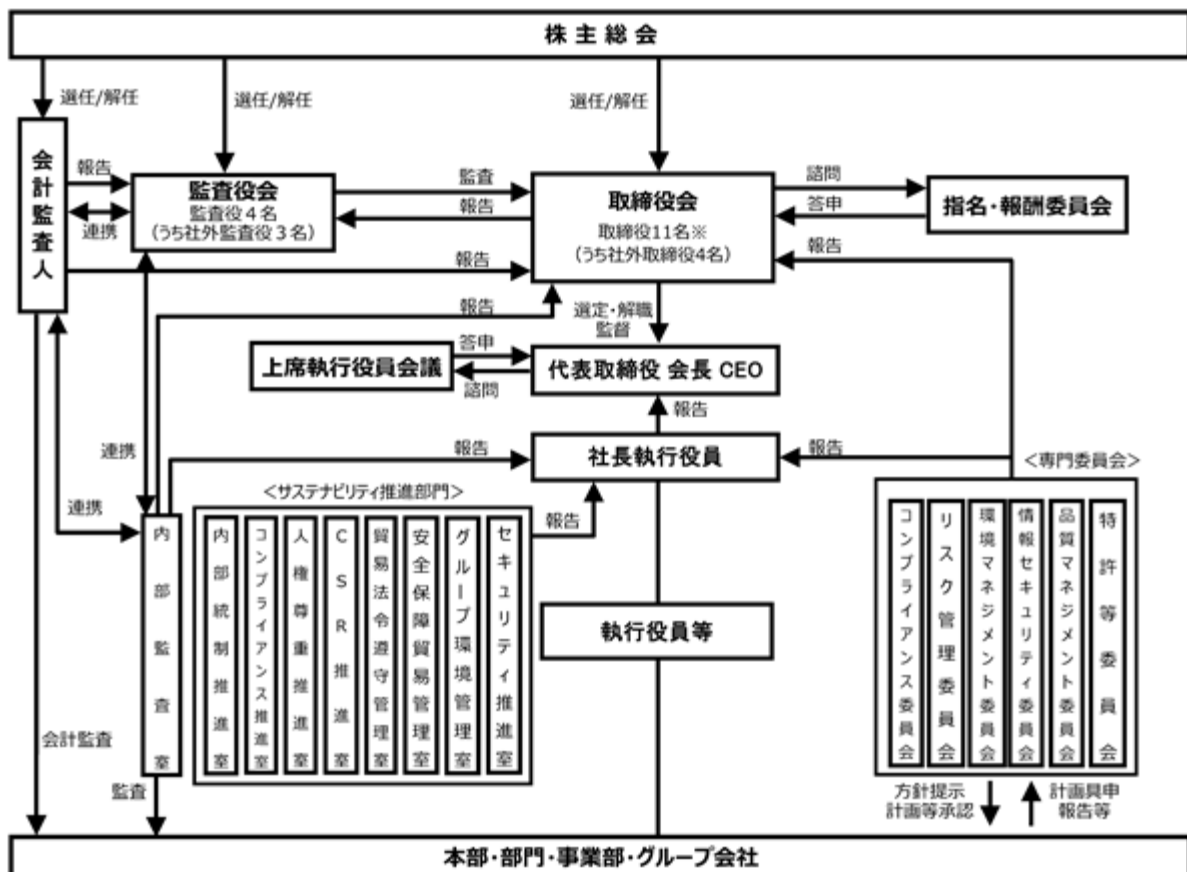 株主総会
選任/解任
選任/解任
選任/解任
会計監査人
報告
連携
監査役会
監査役4名
(うち社外監査役3名)
監査
報告
取締役会
取締役11名※
(うち社外取締役4名)
諮問
答申
指名・報酬委員会
報告
報告
報告
選定・解職
監督
上席執行役員会議
答申
諮問
代表取締役 会長 CEO
報告
連携
報告
社長執行役員
報告
<専門委員会>
連携
<サステナビリティ推進部門>
報告
内部監査室
内部統制推進室
コンプライアンス推進室
人権尊重推進室
CSR推進室
貿易法令遵守管理室
安全保障貿易管理室
グループ環境管理室
セキュリティ推進室
執行役員等
コンプライアンス委員会
リスク管理委員会
環境マネジメント委員会
情報セキュリティ委員会
品質マネジメント委員会
特許等委員会
会計監査
監査
方針提示
計画等承認
計画具申
報告等
本部・部門・事業部・グループ会社